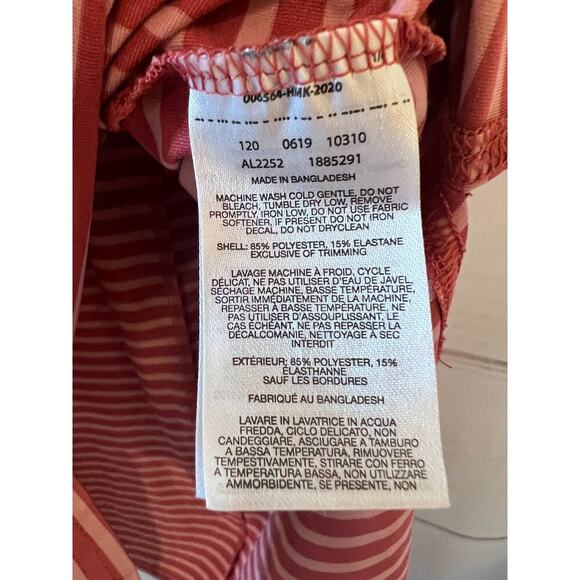 006564-HMK-2020
120 0619 10310
AL2252 1885291
MADE IN BANGLADESH
MACHINE WASH COLD GENTLE, DO NOT
BLEACH, TUMBLE DRY LOW, REMOVE
PROMPTLY, IRON LOW, DO NOT USE FABRIC
SOFTENER, IF PRESENT DO NOT IRON
DECAL, DO NOT DRYCLEAN
SHELL: 85% POLYESTER, 15% ELASTANE
EXCLUSIVE OF TRIMMING
LAVAGE MACHINE À FROID, CYCLE
DÉLICAT, NE PAS UTILISER D'EAU DE JAVEL,
SÉCHAGE MACHINE, BASSE TEMPÉRATURE,
SORTIR IMMÉDIATEMENT DE LA MACHINE,
REPASSER À BASSE TEMPÉRATURE, NE
PAS UTILISER D'ASSOUPLISSANT, LE
CAS ÉCHÉANT, NE PAS REPASSER LA
DÉCALCOMANIE, NETTOYAGE À SEC
INTERDIT
EXTÉRIEUR; 85% POLYESTER, 15%
ÉLASTHANNE
SAUF LES BORDURES
FABRIQUÉ AU BANGLADESH
LAVARE IN LAVATRICE IN ACQUA
FREDDA, CICLO DELICATO, NON
CANDEGGIARE, ASCIUGARE A TAMBURO
A BASSA TEMPERATURA, RIMUOVERE
TEMPESTIVAMENTE, STIRARE CON FERRO
A TEMPERATURA BASSA, NON UTILIZZARE
AMMORBIDENTE, SE PRESENTE, NON